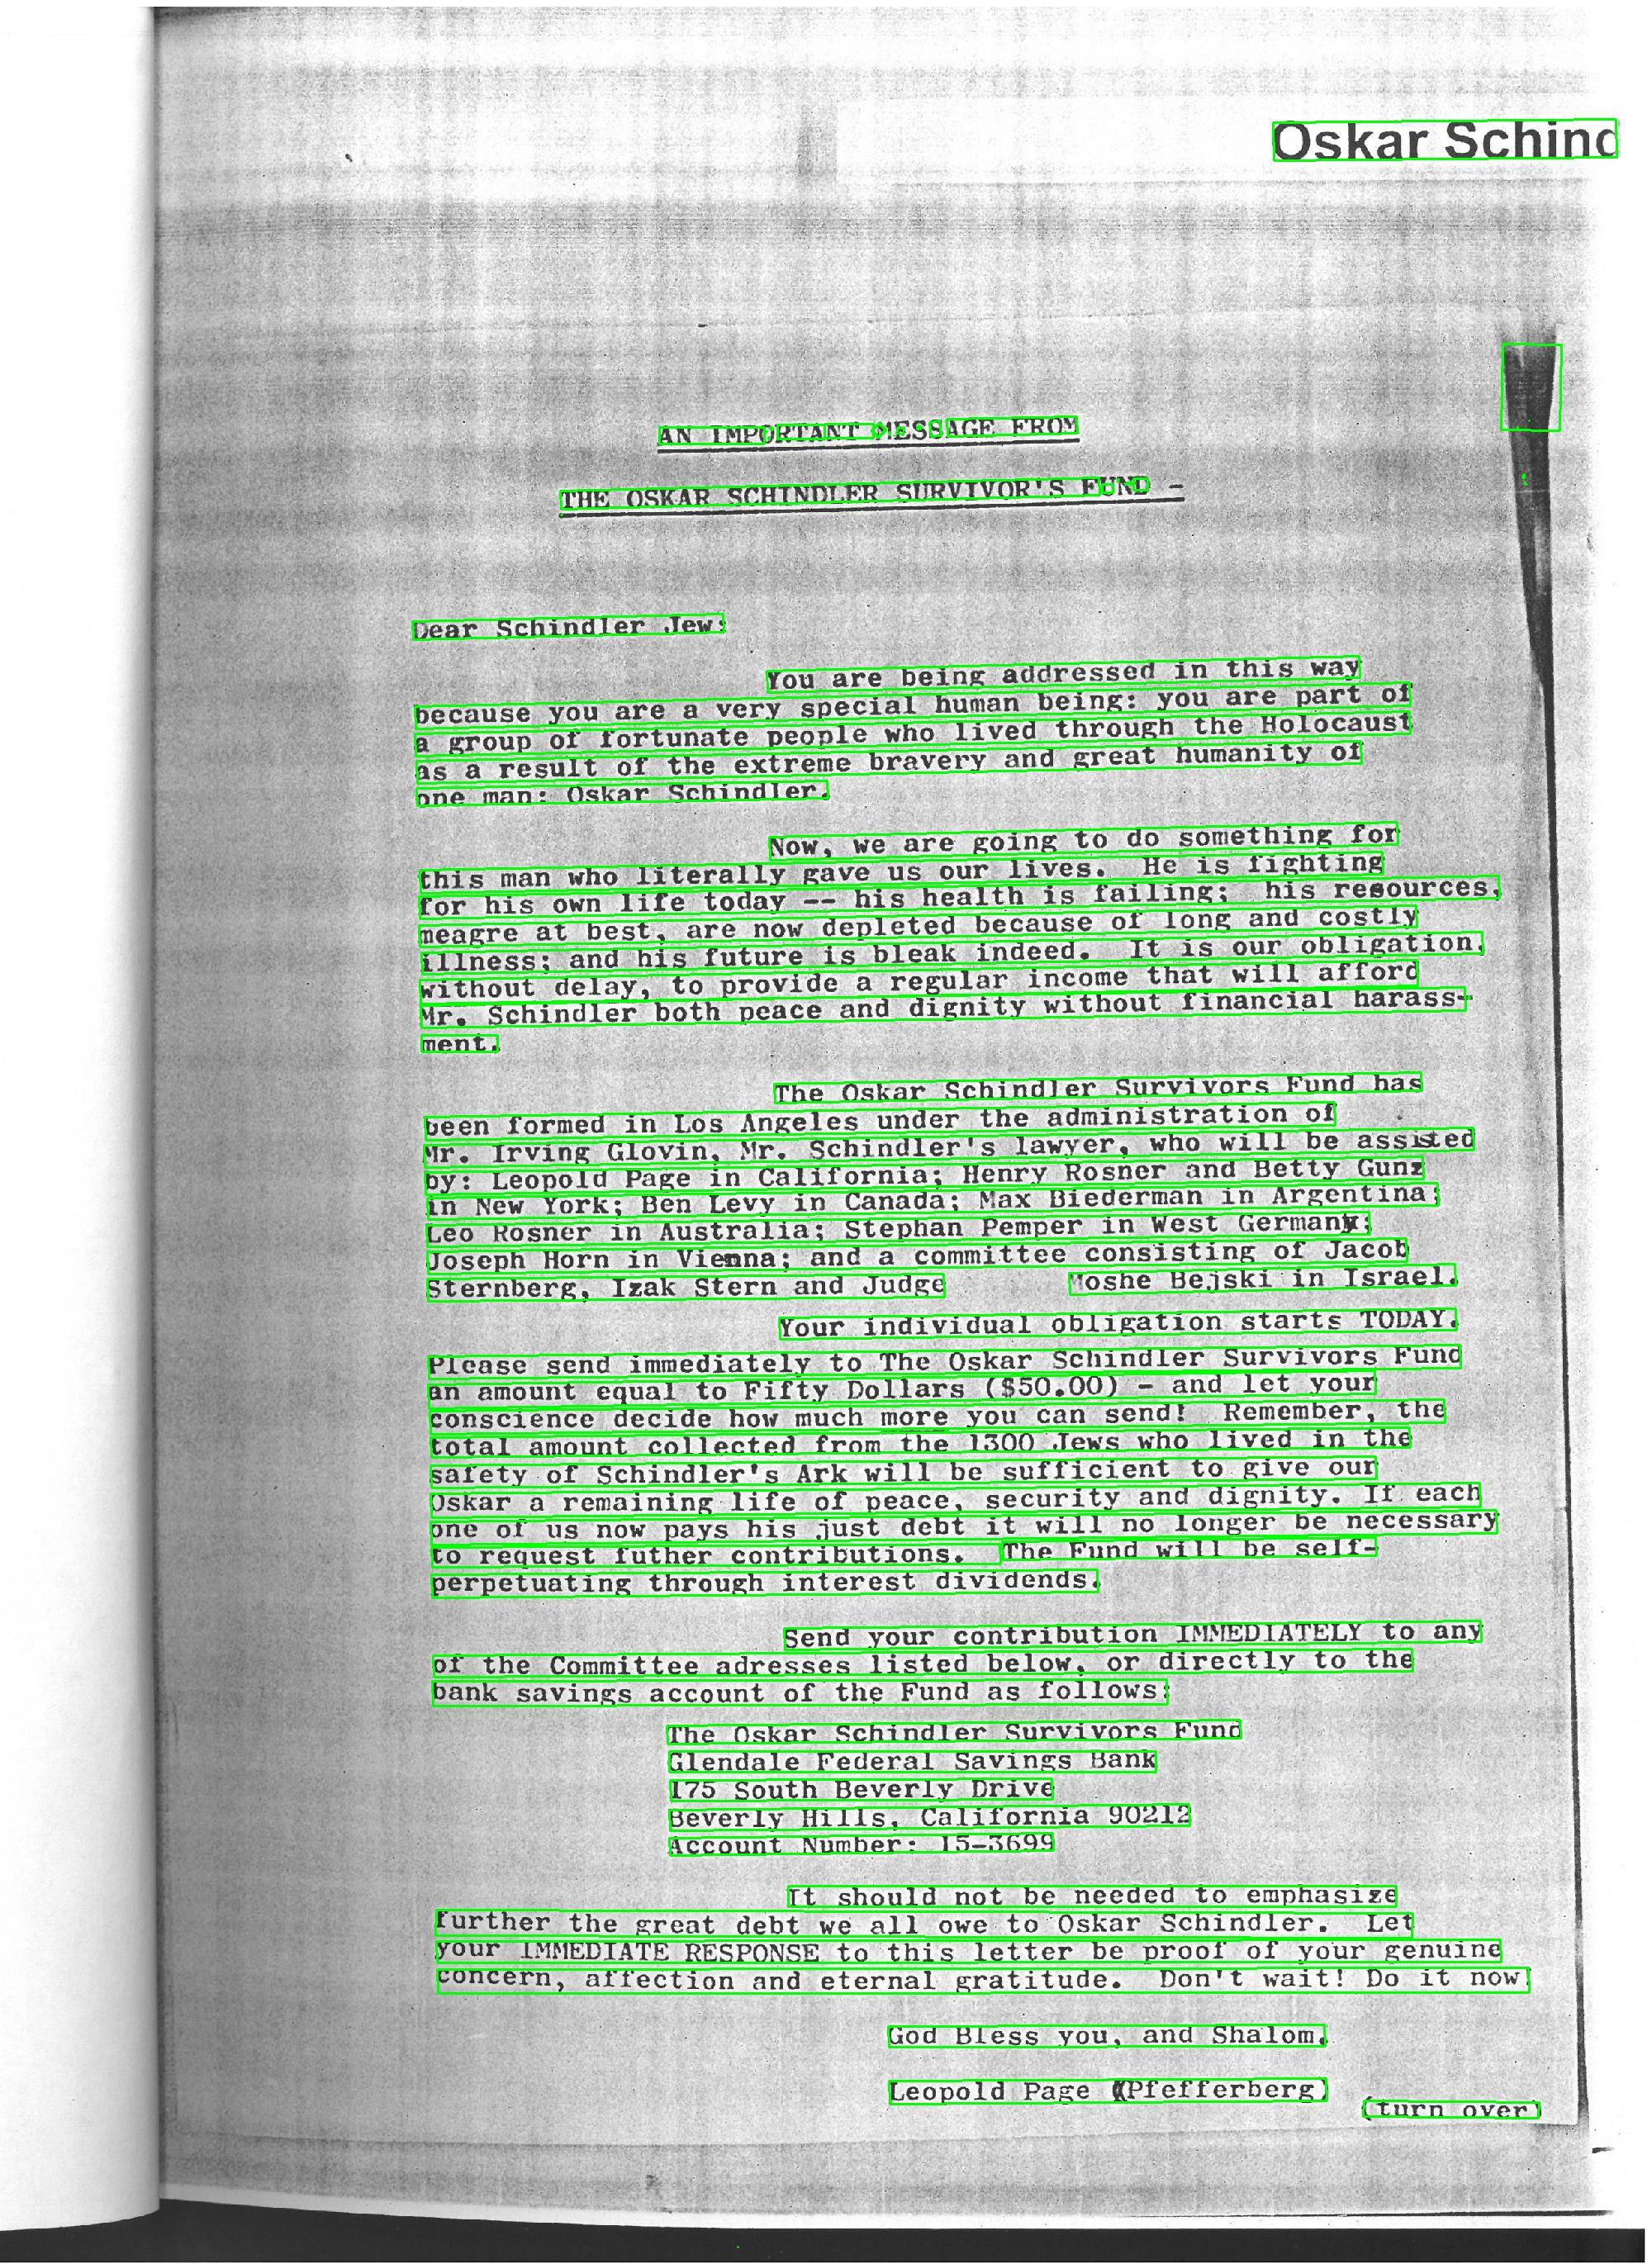 Oskar Schind
AN IMPORTANT MESSAGE FROM
THE OSKAR SCHINDLER SURVIVOR'S FUND -
Dear Schindler Jew:
You are being addressed in this way
because you are a very special human being: you are part of
a group of fortunate people who lived through the Holocaust
as a result of the extreme bravery and great humanity of
one man: Oskar Schindler.
Now, we are going to do something for
this man who literally gave us our lives. He is fighting
for his own life today -- his health is failing; his resources,
meagre at best, are now depleted because of long and costly
illness; and his future is bleak indeed. It is our obligation,
without delay, to provide a regular income that will afford
Mr. Schindler both peace and dignity without financial harass-
ment.
The Oskar Schindler Survivors Fund has
been formed in Los Angeles under the administration of
Mr. Irving Glovin, Mr. Schindler's lawyer, who will be assisted
by: Leopold Page in California; Henry Rosner and Betty Gunz
in New York; Ben Levy in Canada; Max Biederman in Argentina;
Leo Rosner in Australia; Stephan Pemper in West Germany;
Joseph Horn in Vienna; and a committee consisting of Jacob
Sternberg, Izak Stern and Judge Moshe Bejski in Israel.
Your individual obligation starts TODAY.
Please send immediately to The Oskar Schindler Survivors Fund
an amount equal to Fifty Dollars ($50.00) - and let your
conscience decide how much more you can send! Remember, the
total amount collected from the 1300 Jews who lived in the
safety of Schindler's Ark will be sufficient to give our
Oskar a remaining life of peace, security and dignity. If each
one of us now pays his just debt it will no longer be necessary
to request futher contributions. The Fund will be self-
perpetuating through interest dividends.
Send your contribution IMMEDIATELY to any
of the Committee adresses listed below, or directly to the
bank savings account of the Fund as follows:
The Oskar Schindler Survivors Fund
Glendale Federal Savings Bank
175 South Beverly Drive
Beverly Hills, California 90212
Account Number: 15-3699
It should not be needed to emphasize
further the great debt we all owe to Oskar Schindler. Let
your IMMEDIATE RESPONSE to this letter be proof of your genuine
concern, affection and eternal gratitude. Don't wait! Do it now!
God Bless you, and Shalom.
Leopold Page (Pfefferberg)
(turn over)